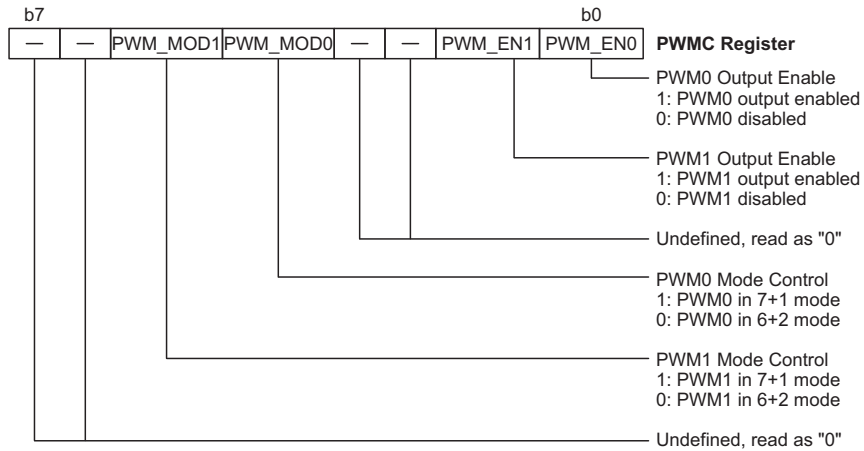 b7 b0
— — PWM_MOD1 PWM_MOD0 — — PWM_EN1 PWM_EN0 PWMC Register
PWM0 Output Enable
1: PWM0 output enabled
0: PWM0 disabled
PWM1 Output Enable
1: PWM1 output enabled
0: PWM1 disabled
Undefined, read as "0"
PWM0 Mode Control
1: PWM0 in 7+1 mode
0: PWM0 in 6+2 mode
PWM1 Mode Control
1: PWM1 in 7+1 mode
0: PWM1 in 6+2 mode
Undefined, read as "0"